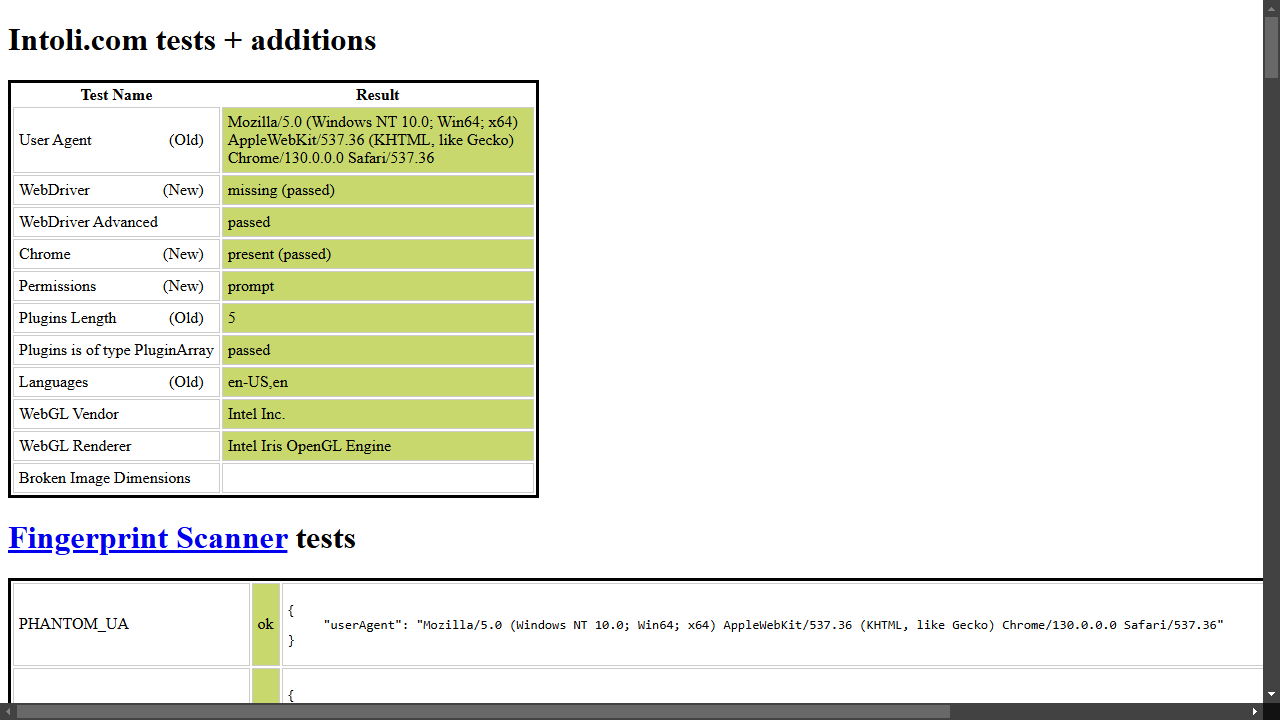 Intoli.com tests + additions
Test Name Result
User Agent (Old) Mozilla/5.0 (Windows NT 10.0; Win64; x64)
AppleWebKit/537.36 (KHTML, like Gecko)
Chrome/130.0.0.0 Safari/537.36
WebDriver (New) missing (passed)
WebDriver Advanced passed
Chrome (New) present (passed)
Permissions (New) prompt
Plugins Length (Old) 5
Plugins is of type PluginArray passed
Languages (Old) en-US,en
WebGL Vendor Intel Inc.
WebGL Renderer Intel Iris OpenGL Engine
Broken Image Dimensions
Fingerprint Scanner tests
PHANTOM_UA ok {
"userAgent": "Mozilla/5.0 (Windows NT 10.0; Win64; x64) AppleWebKit/537.36 (KHTML, like Gecko) Chrome/130.0.0.0 Safari/537.36"
}
{